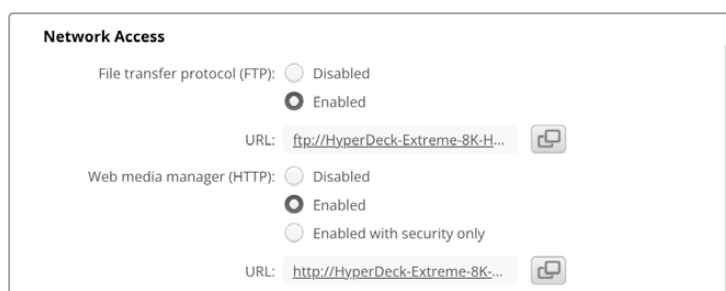 Network Access
File transfer protocol (FTP): Disabled
Enabled
URL: ftp://HyperDeck-Extreme-8K-H...
Web media manager (HTTP): Disabled
Enabled
Enabled with security only
URL: http://HyperDeck-Extreme-8K-...